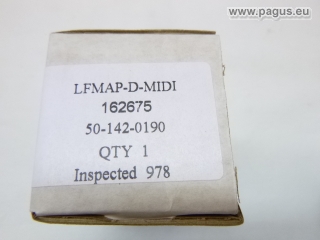 www.pagus.eu
LFMAP-D-MIDI
162675
50-142-0190
QTY 1
Inspected 978